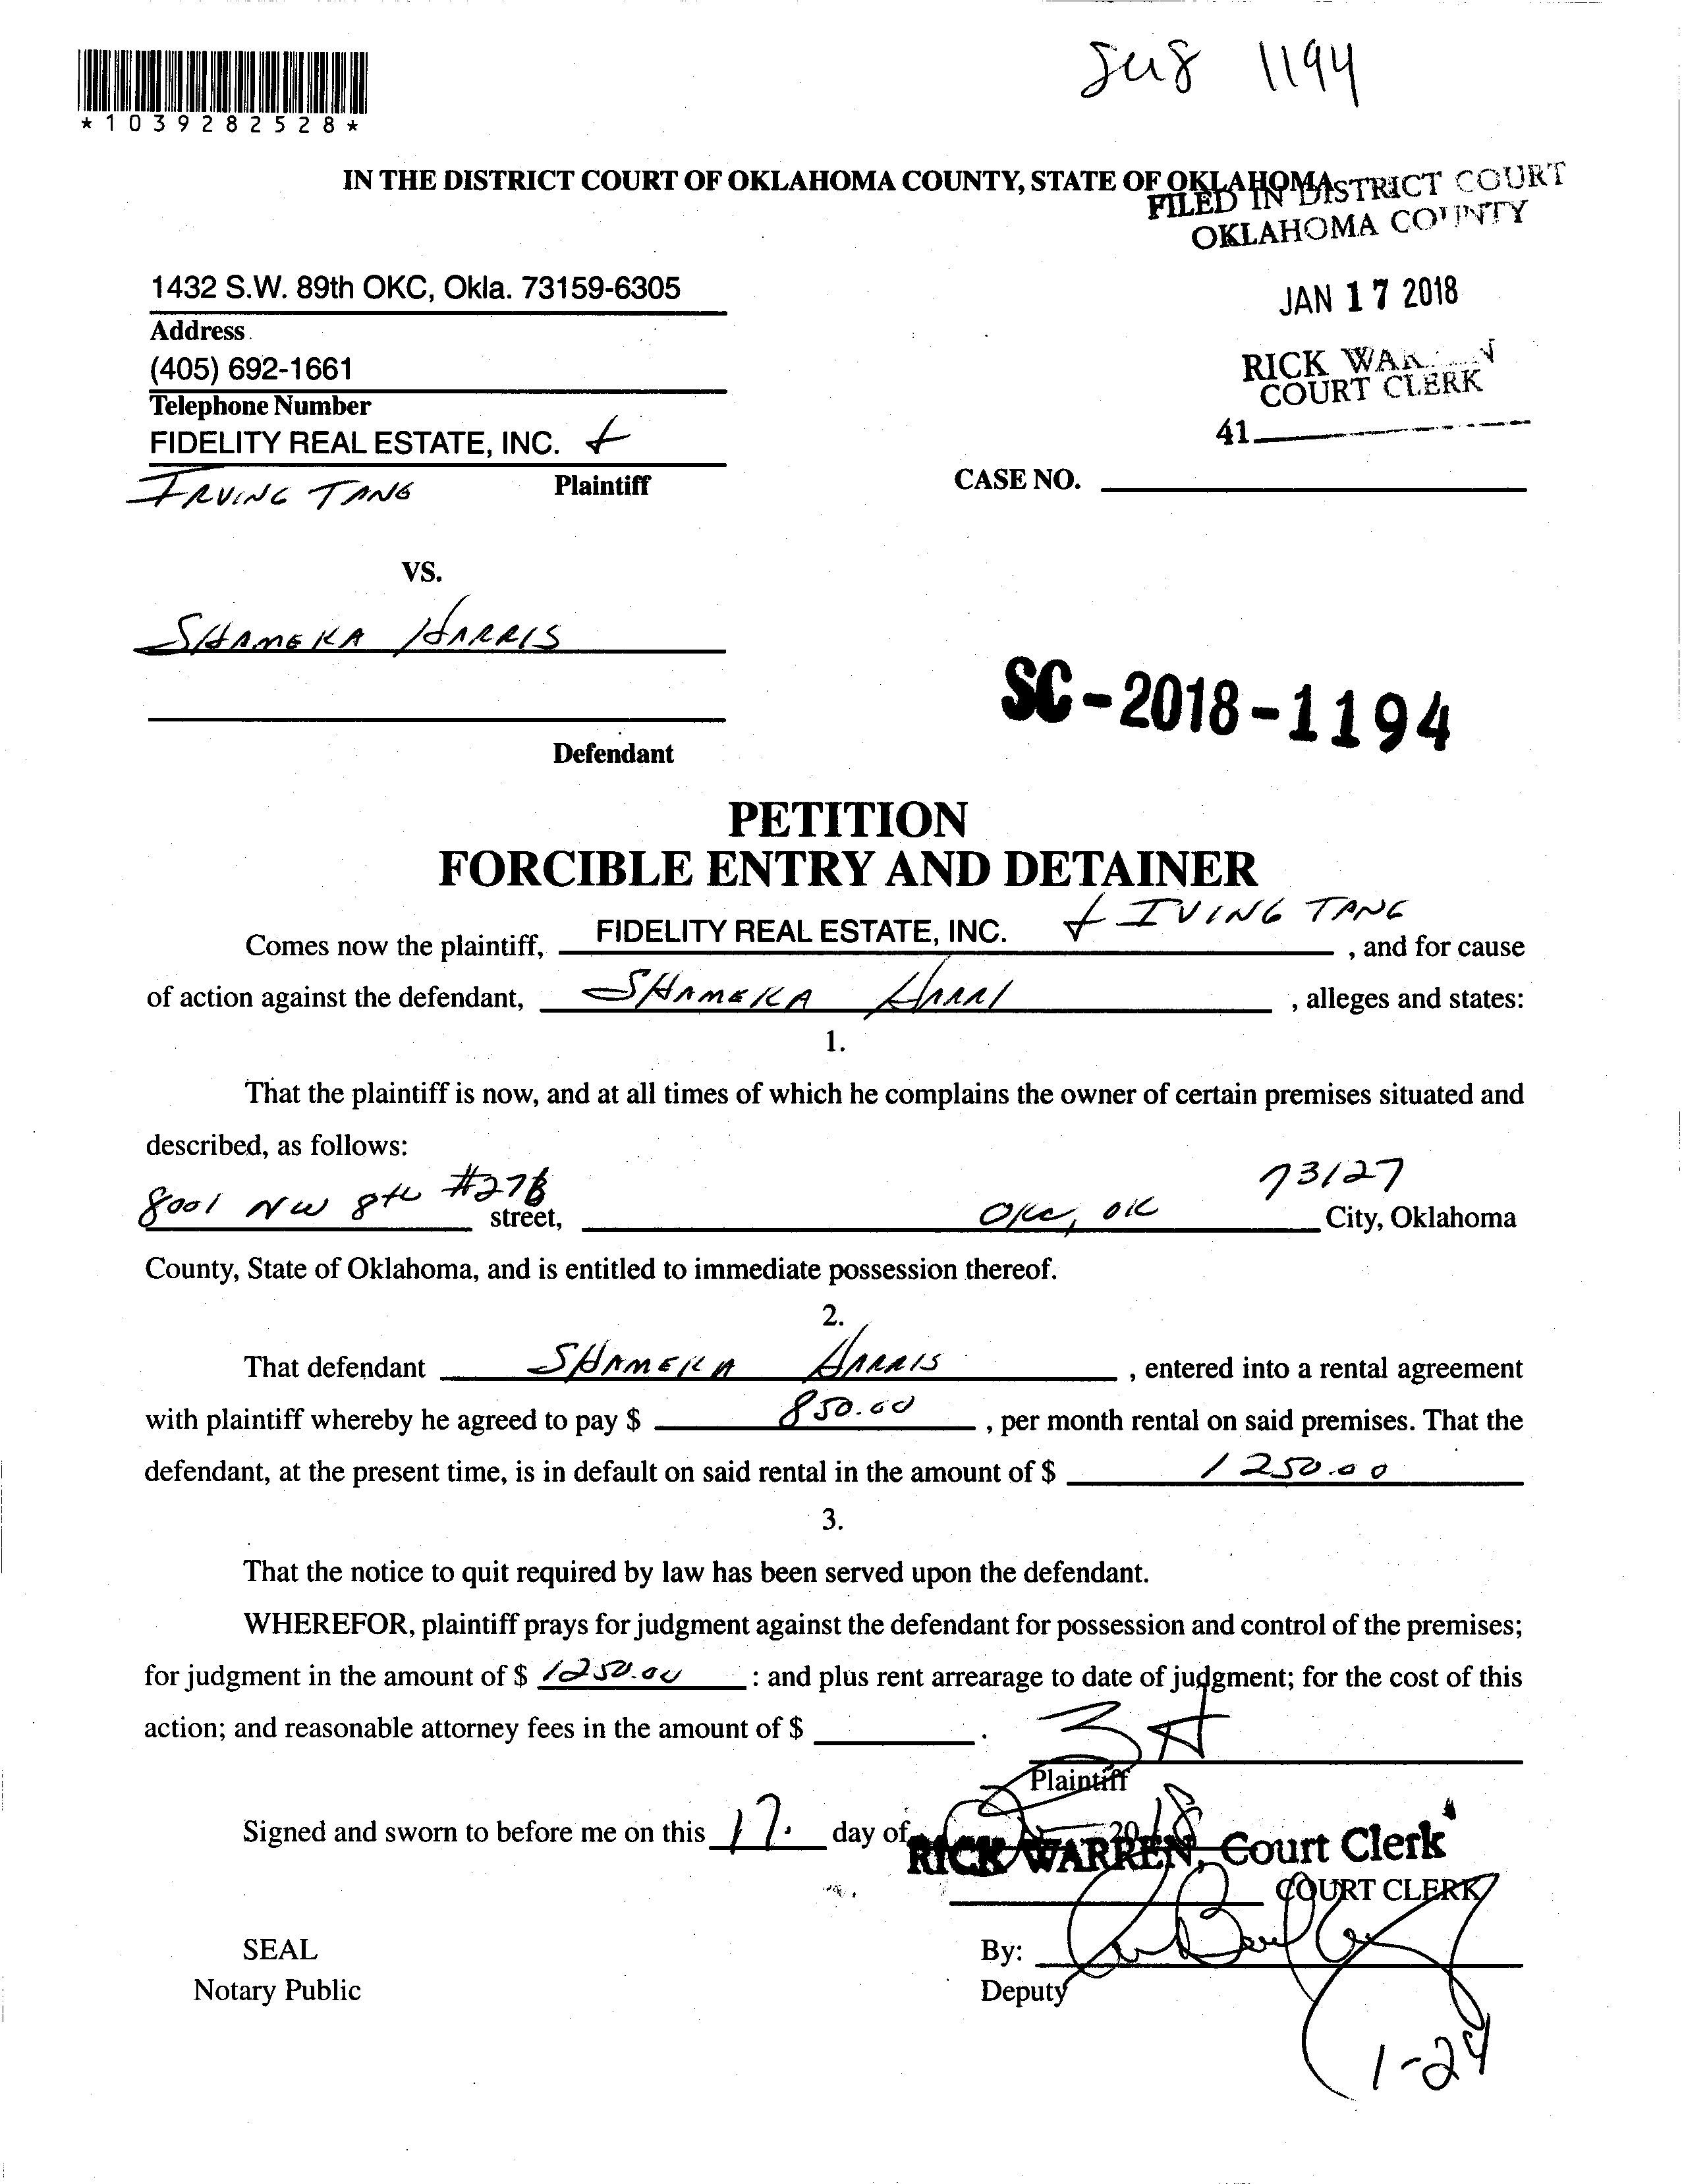 Su8 1194
*1039282528*
IN THE DISTRICT COURT OF OKLAHOMA COUNTY, STATE OF OKLAHOMA
FILED IN DISTRICT COURT
OKLAHOMA COUNTY
JAN 17 2018
RICK WARREN
COURT CLERK
41
1432 S.W. 89th OKC, Okla. 73159-6305
Address
(405) 692-1661
Telephone Number
FIDELITY REAL ESTATE, INC. +
IRVING TANG Plaintiff
CASE NO.
VS.
SHAMEKA HARRIS
SC-2018-1194
Defendant
PETITION
FORCIBLE ENTRY AND DETAINER
Comes now the plaintiff, FIDELITY REAL ESTATE, INC. + IVING TANG , and for cause
of action against the defendant, SHAMEKA HARRI , alleges and states:
1.
That the plaintiff is now, and at all times of which he complains the owner of certain premises situated and
described, as follows:
8001 NW 8th #27B street, OKC, OK 73127 City, Oklahoma
County, State of Oklahoma, and is entitled to immediate possession thereof.
2.
That defendant SHAMEKA HARRIS , entered into a rental agreement
with plaintiff whereby he agreed to pay $ 850.00 , per month rental on said premises. That the
defendant, at the present time, is in default on said rental in the amount of $ 1250.00
3.
That the notice to quit required by law has been served upon the defendant.
WHEREFOR, plaintiff prays for judgment against the defendant for possession and control of the premises;
for judgment in the amount of $ 1250.00 : and plus rent arrearage to date of judgment; for the cost of this
action; and reasonable attorney fees in the amount of $ .
Plaintiff
Signed and sworn to before me on this 17. day of 2018
RICK WARREN, Court Clerk
COURT CLERK
SEAL
Notary Public
By:
Deputy
1-24